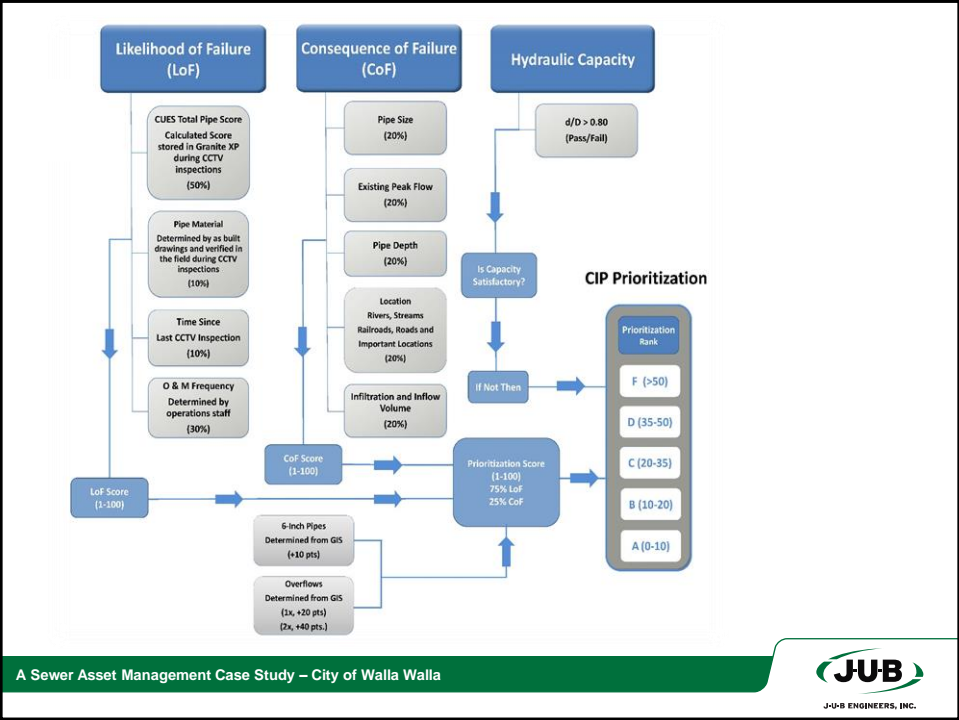 Likelihood of Failure
(LoF)
CUES Total Pipe Score
Calculated Score
stored in Granite XP
during CCTV
inspections
(50%)
Pipe Material
Determined by as built
drawings and verified in
the field during CCTV
inspections
(10%)
Time Since
Last CCTV Inspection
(10%)
O & M Frequency
Determined by
operations staff
(30%)
LoF Score
(1-100)
Consequence of Failure
(CoF)
Pipe Size
(20%)
Existing Peak Flow
(20%)
Pipe Depth
(20%)
Location
Rivers, Streams
Railroads, Roads and
Important Locations
(20%)
Infiltration and Inflow
Volume
(20%)
CoF Score
(1-100)
6-Inch Pipes
Determined from GIS
(+10 pts)
Overflows
Determined from GIS
(1x, +20 pts)
(2x, +40 pts.)
Hydraulic Capacity
d/D > 0.80
(Pass/Fail)
Is Capacity
Satisfactory?
If Not Then
Prioritization Score
(1-100)
75% LoF
25% CoF
CIP Prioritization
Prioritization
Rank
F (>50)
D (35-50)
C (20-35)
B (10-20)
A (0-10)
A Sewer Asset Management Case Study – City of Walla Walla
J-U-B
J-U-B ENGINEERS, INC.